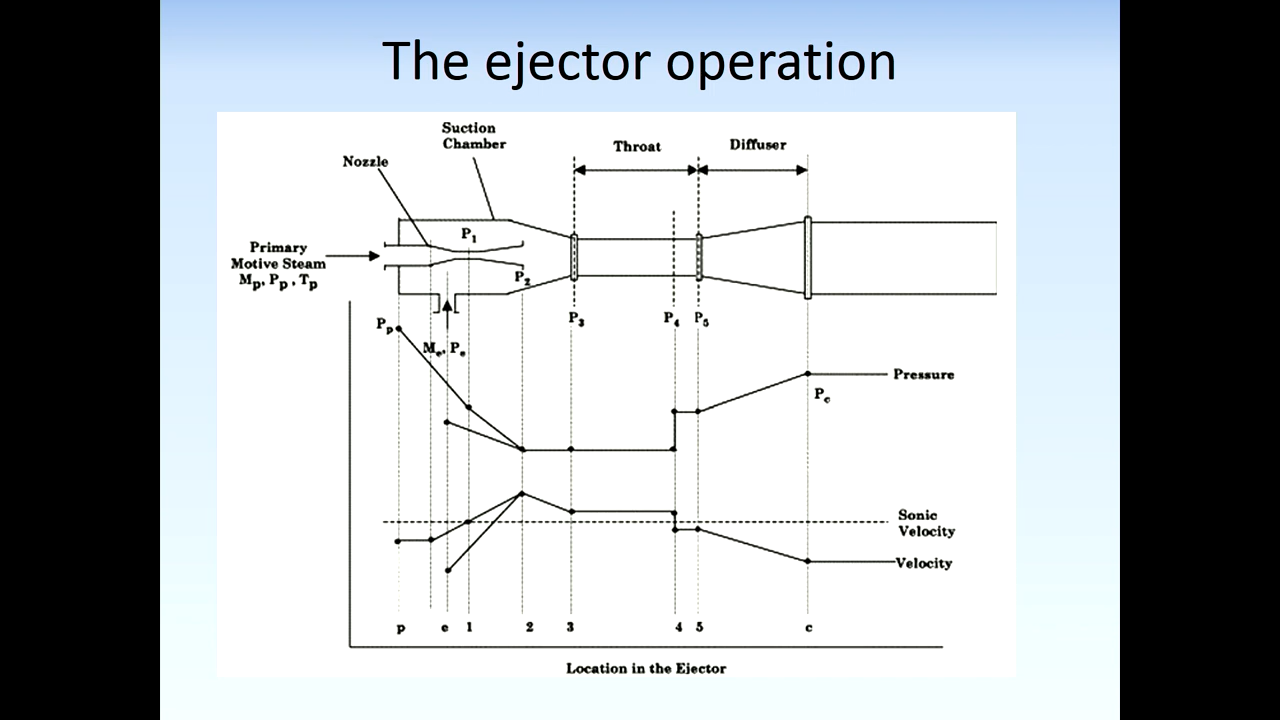 The ejector operation
Suction
Chamber
Throat
Diffuser
Nozzle
P1
Primary
Motive Steam
Mp, Pp , Tp
P2
P3
P4
P5
Pp
Me, Pe
Pressure
Pc
Sonic
Velocity
Velocity
p e 1 2 3 4 5 c
Location in the Ejector